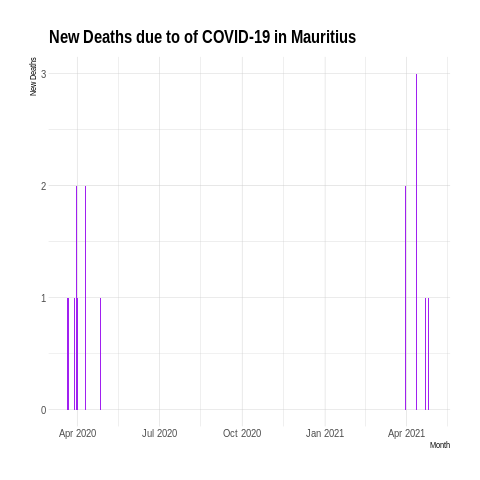 New Deaths due to of COVID-19 in Mauritius
New Deaths
3
2
1
0
Apr 2020 Jul 2020 Oct 2020 Jan 2021 Apr 2021
Month